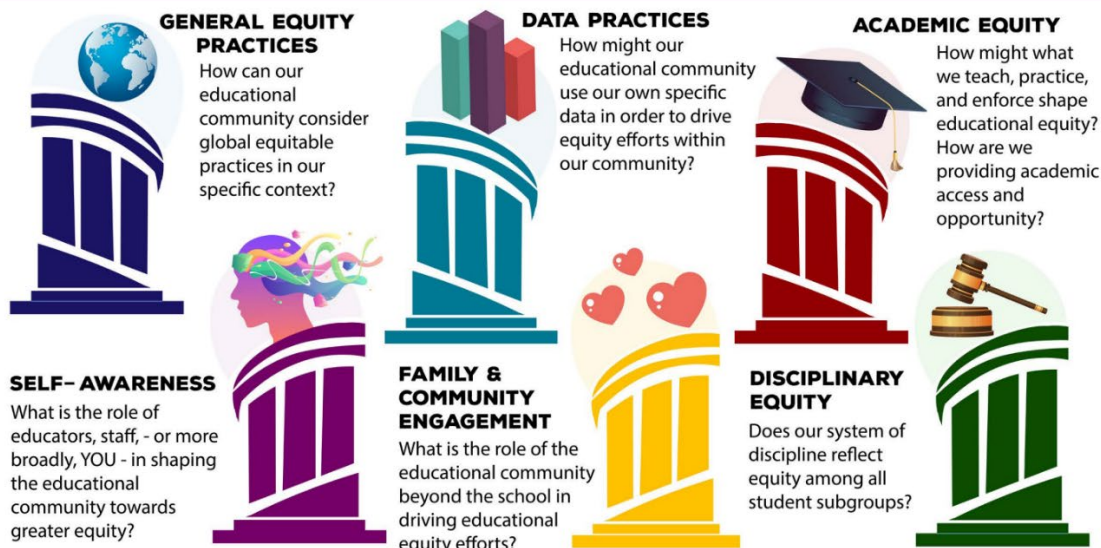 GENERAL EQUITY
PRACTICES
How can our
educational
community consider
global equitable
practices in our
specific context?
DATA PRACTICES
How might our
educational community
use our own specific
data in order to drive
equity efforts within
our community?
ACADEMIC EQUITY
How might what
we teach, practice,
and enforce shape
educational equity?
How are we
providing academic
access and
opportunity?
SELF- AWARENESS
What is the role of
educators, staff, - or more
broadly, YOU - in shaping
the educational
community towards
greater equity?
FAMILY &
COMMUNITY
ENGAGEMENT
What is the role of the
educational community
beyond the school in
driving educational
equity efforts?
DISCIPLINARY
EQUITY
Does our system of
discipline reflect
equity among all
student subgroups?